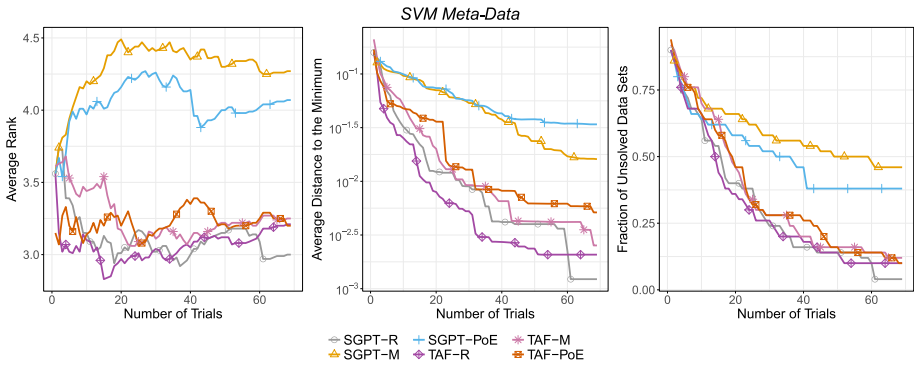 SVM Meta-Data
Average Rank
4.5
4.0
3.5
3.0
0 20 40 60
Number of Trials
Average Distance to the Minimum
10−1
10−1.5
10−2
10−2.5
10−3
0 20 40 60
Number of Trials
Fraction of Unsolved Data Sets
0.75
0.50
0.25
0.00
0 20 40 60
Number of Trials
SGPT−R SGPT−PoE TAF−M
SGPT−M TAF−R TAF−PoE